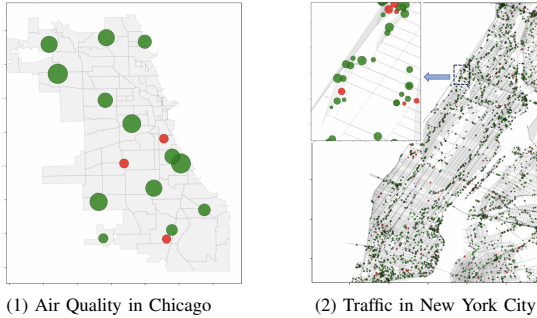 (1) Air Quality in Chicago
(2) Traffic in New York City